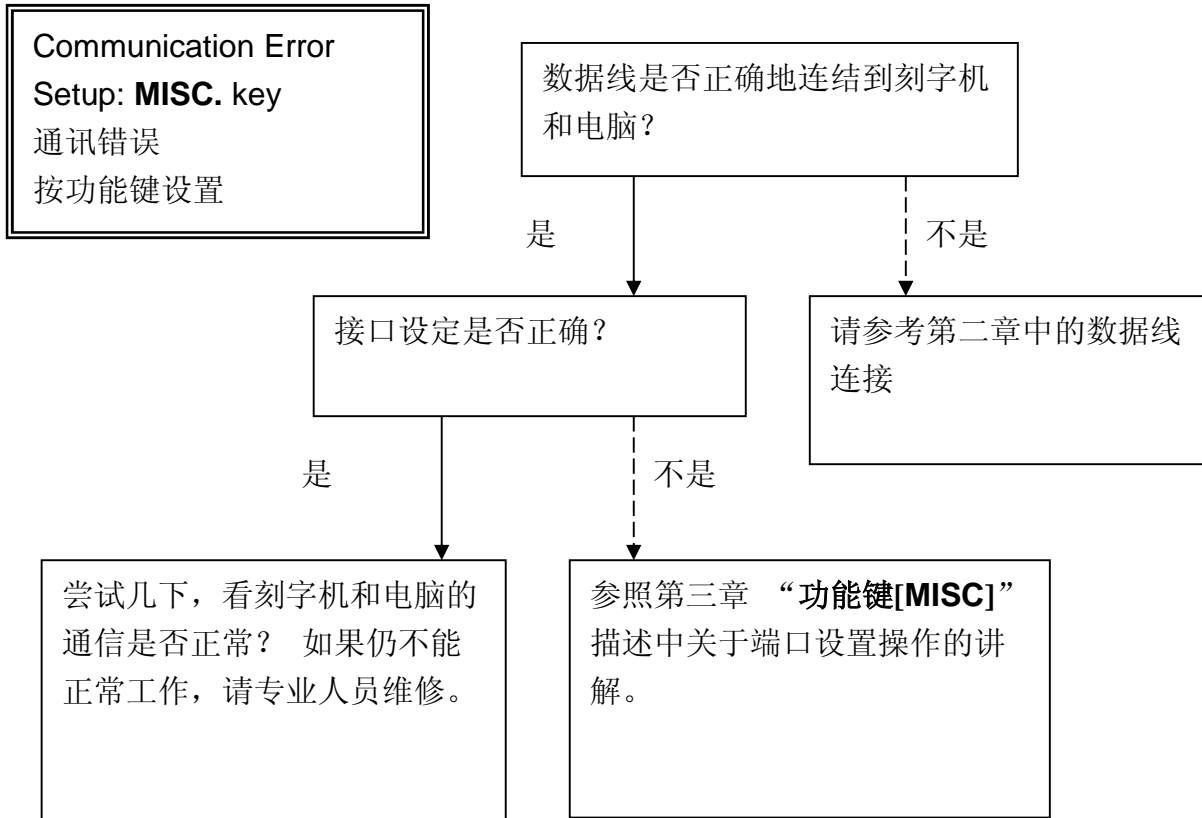 Communication Error
Setup: MISC. key
通讯错误
按功能键设置
数据线是否正确地连结到刻字机
和电脑？
是
不是
接口设定是否正确？
请参考第二章中的数据线
连接
是
不是
尝试几下，看刻字机和电脑的
通信是否正常？ 如果仍不能
正常工作，请专业人员维修。
参照第三章 “功能键[MISC]”
描述中关于端口设置操作的讲
解。